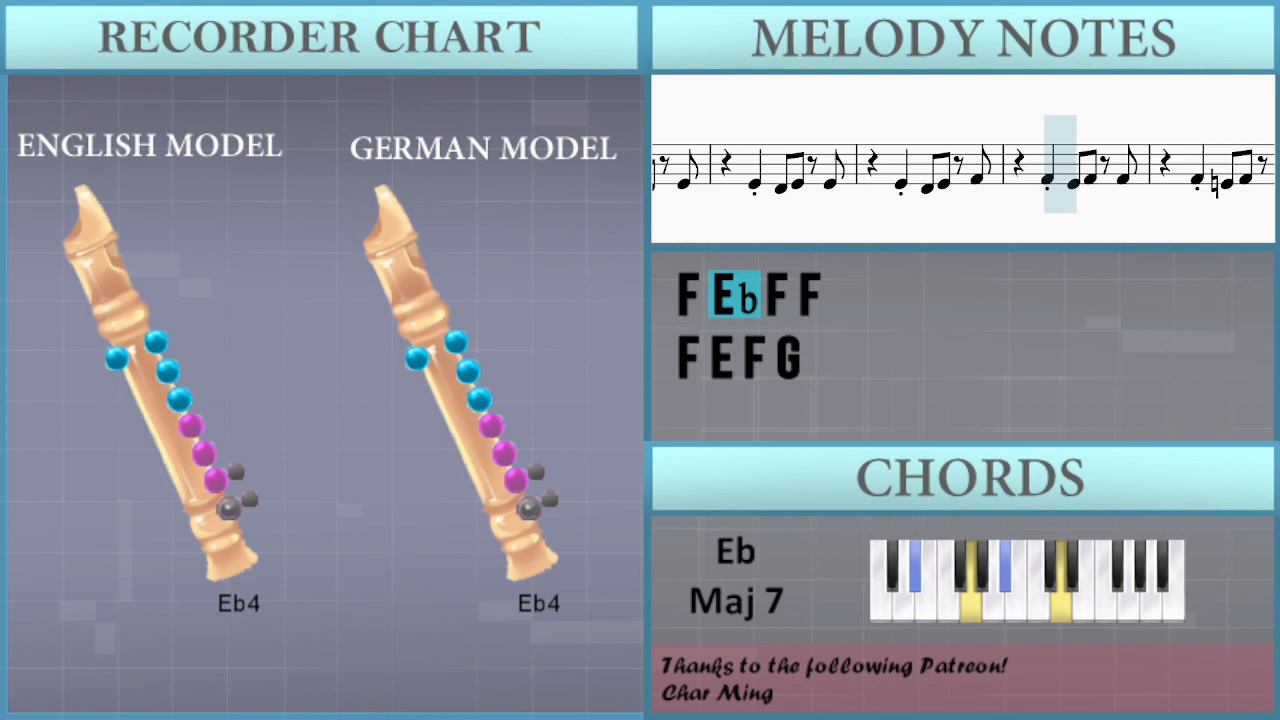 RECORDER CHART
ENGLISH MODEL
GERMAN MODEL
Eb4
Eb4
MELODY NOTES
F Eb F F
F E F G
CHORDS
Eb
Maj 7
Thanks to the following Patreon!
Char Ming